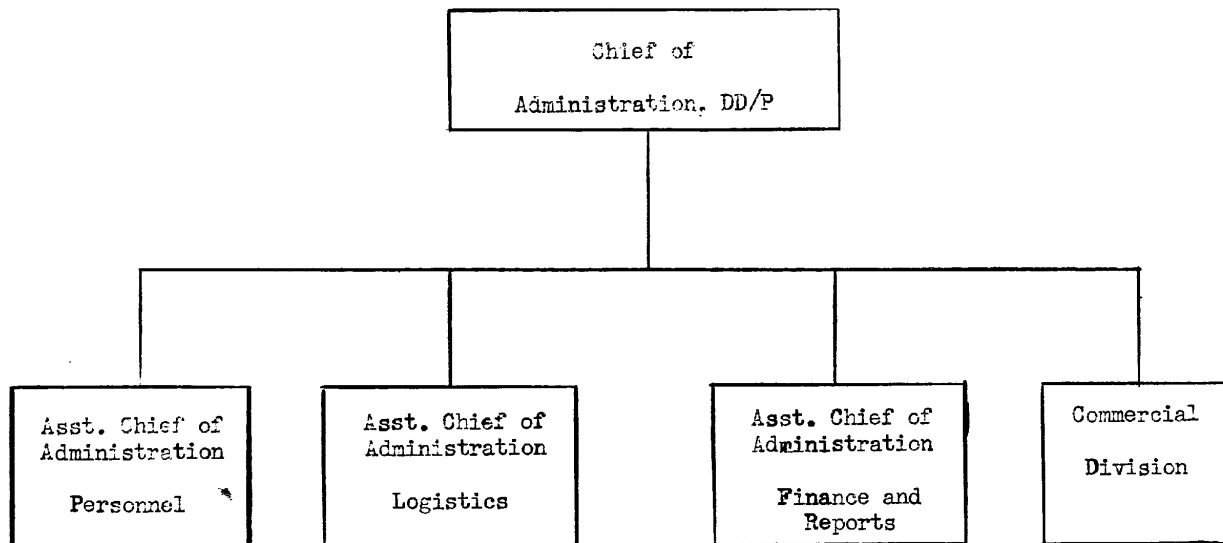 Chief of
Administration, DD/P
Asst. Chief of
Administration
Personnel
Asst. Chief of
Administration
Logistics
Asst. Chief of
Administration
Finance and
Reports
Commercial
Division